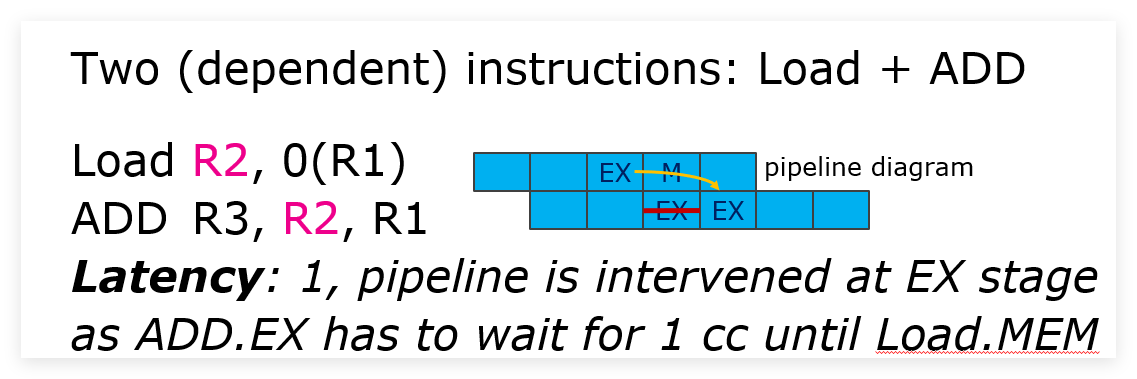 Two (dependent) instructions: Load + ADD
Load R2, 0(R1)
EX M pipeline diagram
ADD R3, R2, R1
EX EX
Latency: 1, pipeline is intervened at EX stage
as ADD.EX has to wait for 1 cc until Load.MEM